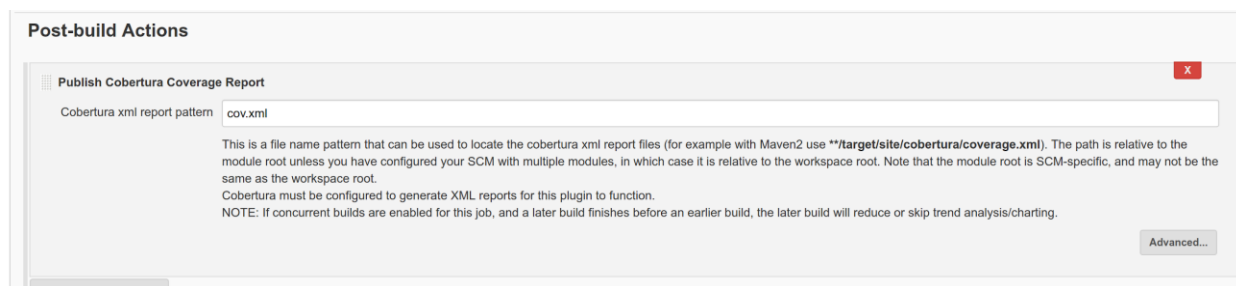 Post-build Actions
Publish Cobertura Coverage Report
X
Cobertura xml report pattern
cov.xml
This is a file name pattern that can be used to locate the cobertura xml report files (for example with Maven2 use **/target/site/cobertura/coverage.xml). The path is relative to the
module root unless you have configured your SCM with multiple modules, in which case it is relative to the workspace root. Note that the module root is SCM-specific, and may not be the
same as the workspace root.
Cobertura must be configured to generate XML reports for this plugin to function.
NOTE: If concurrent builds are enabled for this job, and a later build finishes before an earlier build, the later build will reduce or skip trend analysis/charting.
Advanced...